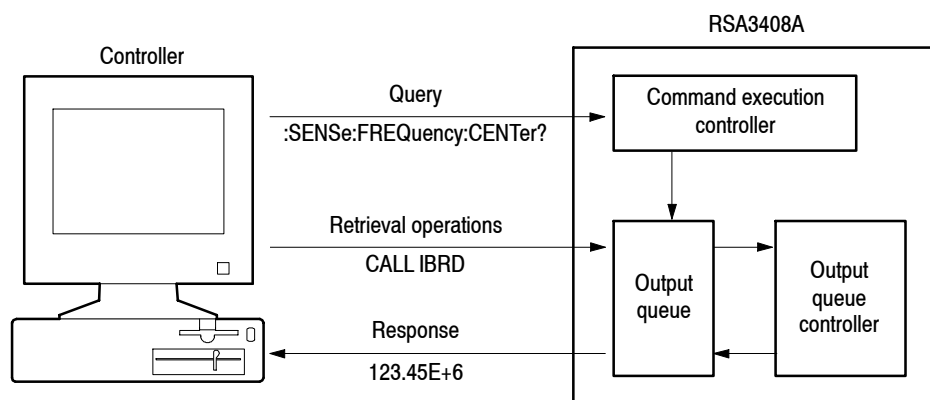 RSA3408A
Controller
Query
:SENSe:FREQuency:CENTer?
Command execution
controller
Retrieval operations
CALL IBRD
Output
queue
Output
queue
controller
Response
123.45E+6